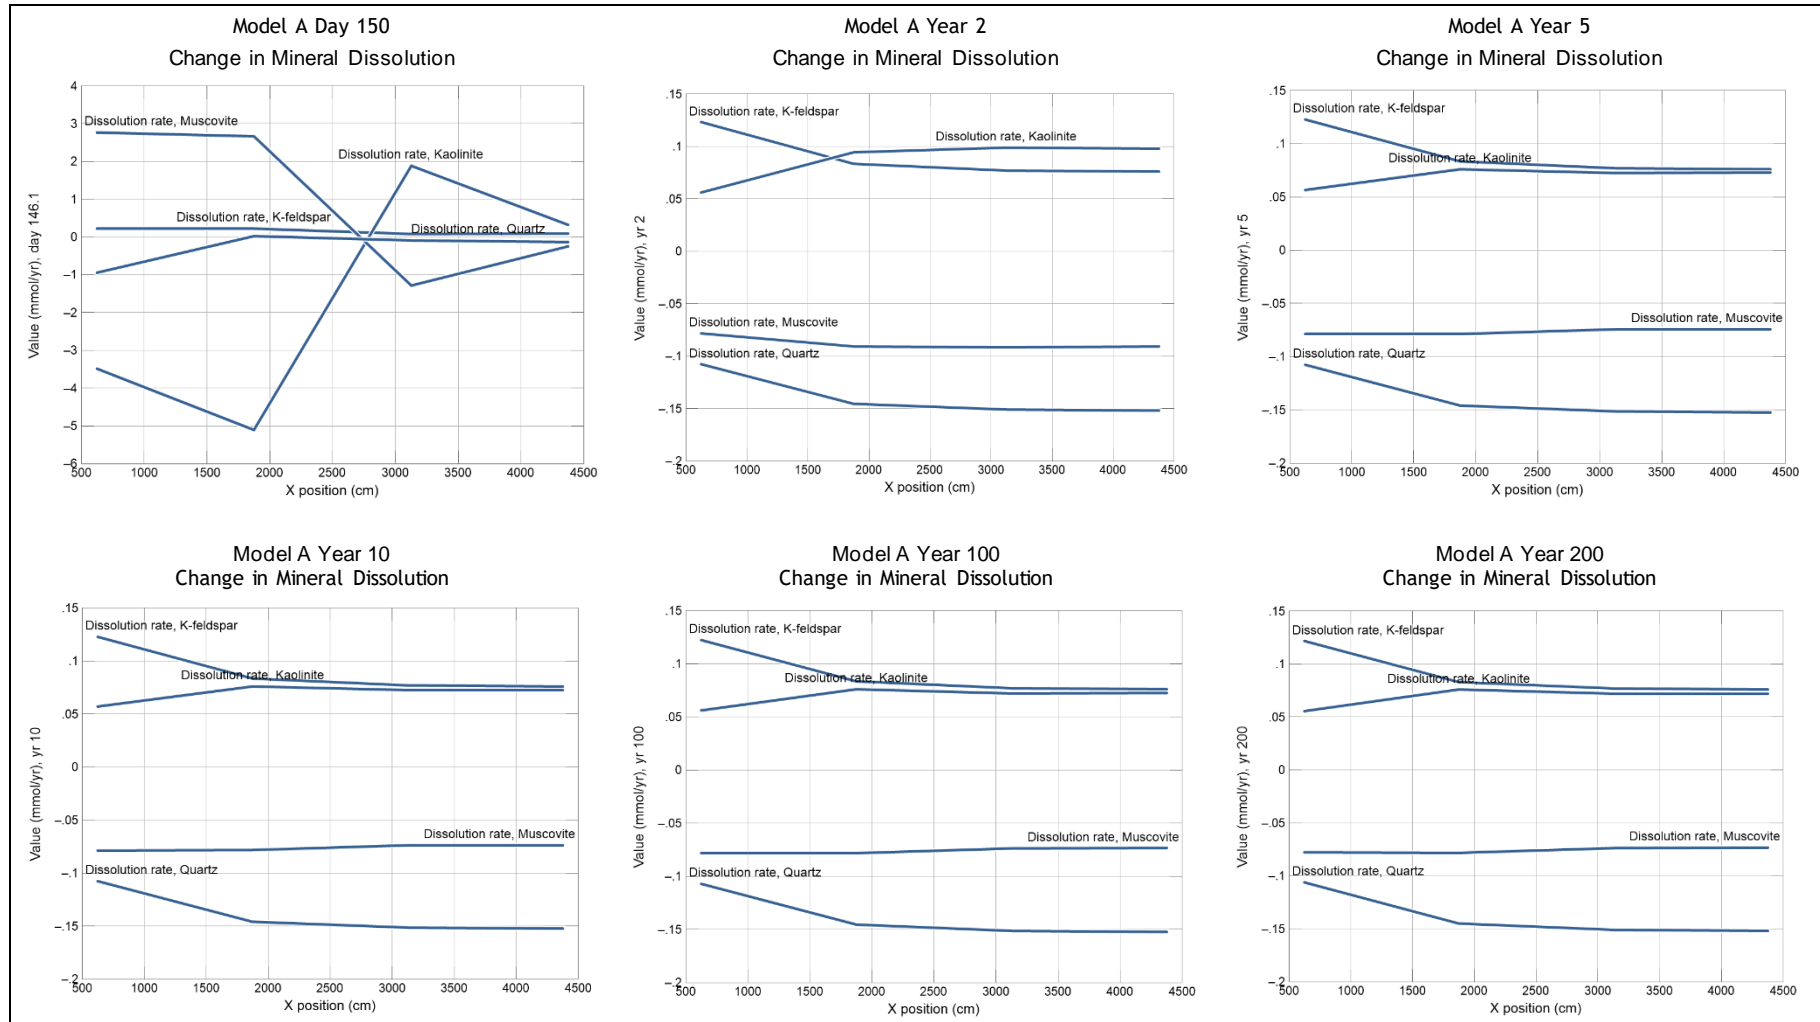 Model A Day 150
Change in Mineral Dissolution
4
3
2
1
0
–1
–2
–3
–4
–5
–6
Value (mmol/yr), day 146.1
Dissolution rate, Muscovite
Dissolution rate, Kaolinite
Dissolution rate, K-feldspar
Dissolution rate, Quartz
500 1000 1500 2000 2500 3000 3500 4000 4500
X position (cm)
Model A Year 2
Change in Mineral Dissolution
.15
.1
.05
0
–.05
–.1
–.15
–.2
Value (mmol/yr), yr 2
Dissolution rate, K-feldspar
Dissolution rate, Kaolinite
Dissolution rate, Muscovite
Dissolution rate, Quartz
500 1000 1500 2000 2500 3000 3500 4000 4500
X position (cm)
Model A Year 5
Change in Mineral Dissolution
.15
.1
.05
0
–.05
–.1
–.15
–.2
Value (mmol/yr), yr 5
Dissolution rate, K-feldspar
Dissolution rate, Kaolinite
Dissolution rate, Muscovite
Dissolution rate, Quartz
500 1000 1500 2000 2500 3000 3500 4000 4500
X position (cm)
Model A Year 10
Change in Mineral Dissolution
.15
.1
.05
0
–.05
–.1
–.15
–.2
Value (mmol/yr), yr 10
Dissolution rate, K-feldspar
Dissolution rate, Kaolinite
Dissolution rate, Muscovite
Dissolution rate, Quartz
500 1000 1500 2000 2500 3000 3500 4000 4500
X position (cm)
Model A Year 100
Change in Mineral Dissolution
.15
.1
.05
0
–.05
–.1
–.15
–.2
Value (mmol/yr), yr 100
Dissolution rate, K-feldspar
Dissolution rate, Kaolinite
Dissolution rate, Muscovite
Dissolution rate, Quartz
500 1000 1500 2000 2500 3000 3500 4000 4500
X position (cm)
Model A Year 200
Change in Mineral Dissolution
.15
.1
.05
0
–.05
–.1
–.15
–.2
Value (mmol/yr), yr 200
Dissolution rate, K-feldspar
Dissolution rate, Kaolinite
Dissolution rate, Muscovite
Dissolution rate, Quartz
500 1000 1500 2000 2500 3000 3500 4000 4500
X position (cm)